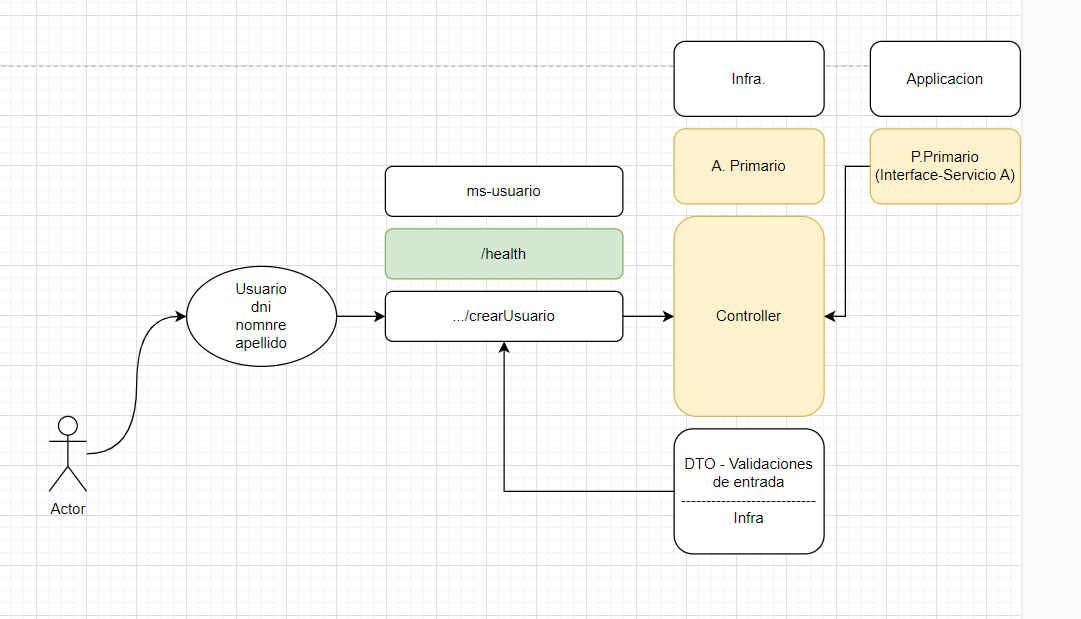 Infra.
Applicacion
A. Primario
P.Primario
(Interface-Servicio A)
ms-usuario
/health
Usuario
dni
nomnre
apellido
.../crearUsuario
Controller
DTO - Validaciones
de entrada
---------------------------
Infra
Actor